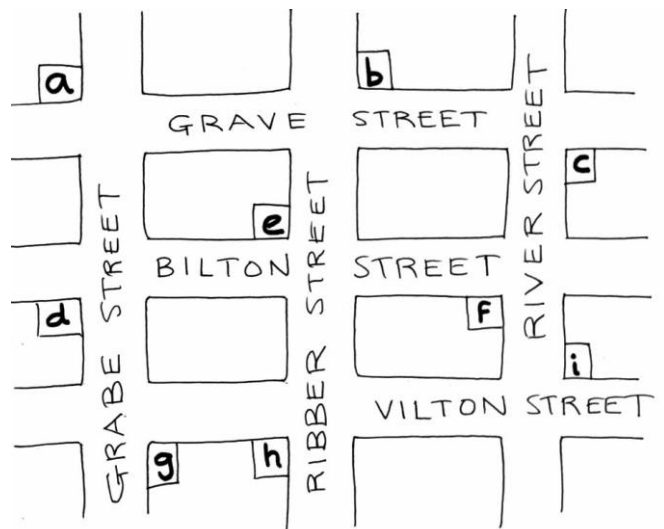 a
b
GRAVE STREET
c
e
BILTON STREET
d
f
i
VILTON STREET
g
h
GRABE STREET
RIBBER STREET
RIVER STREET